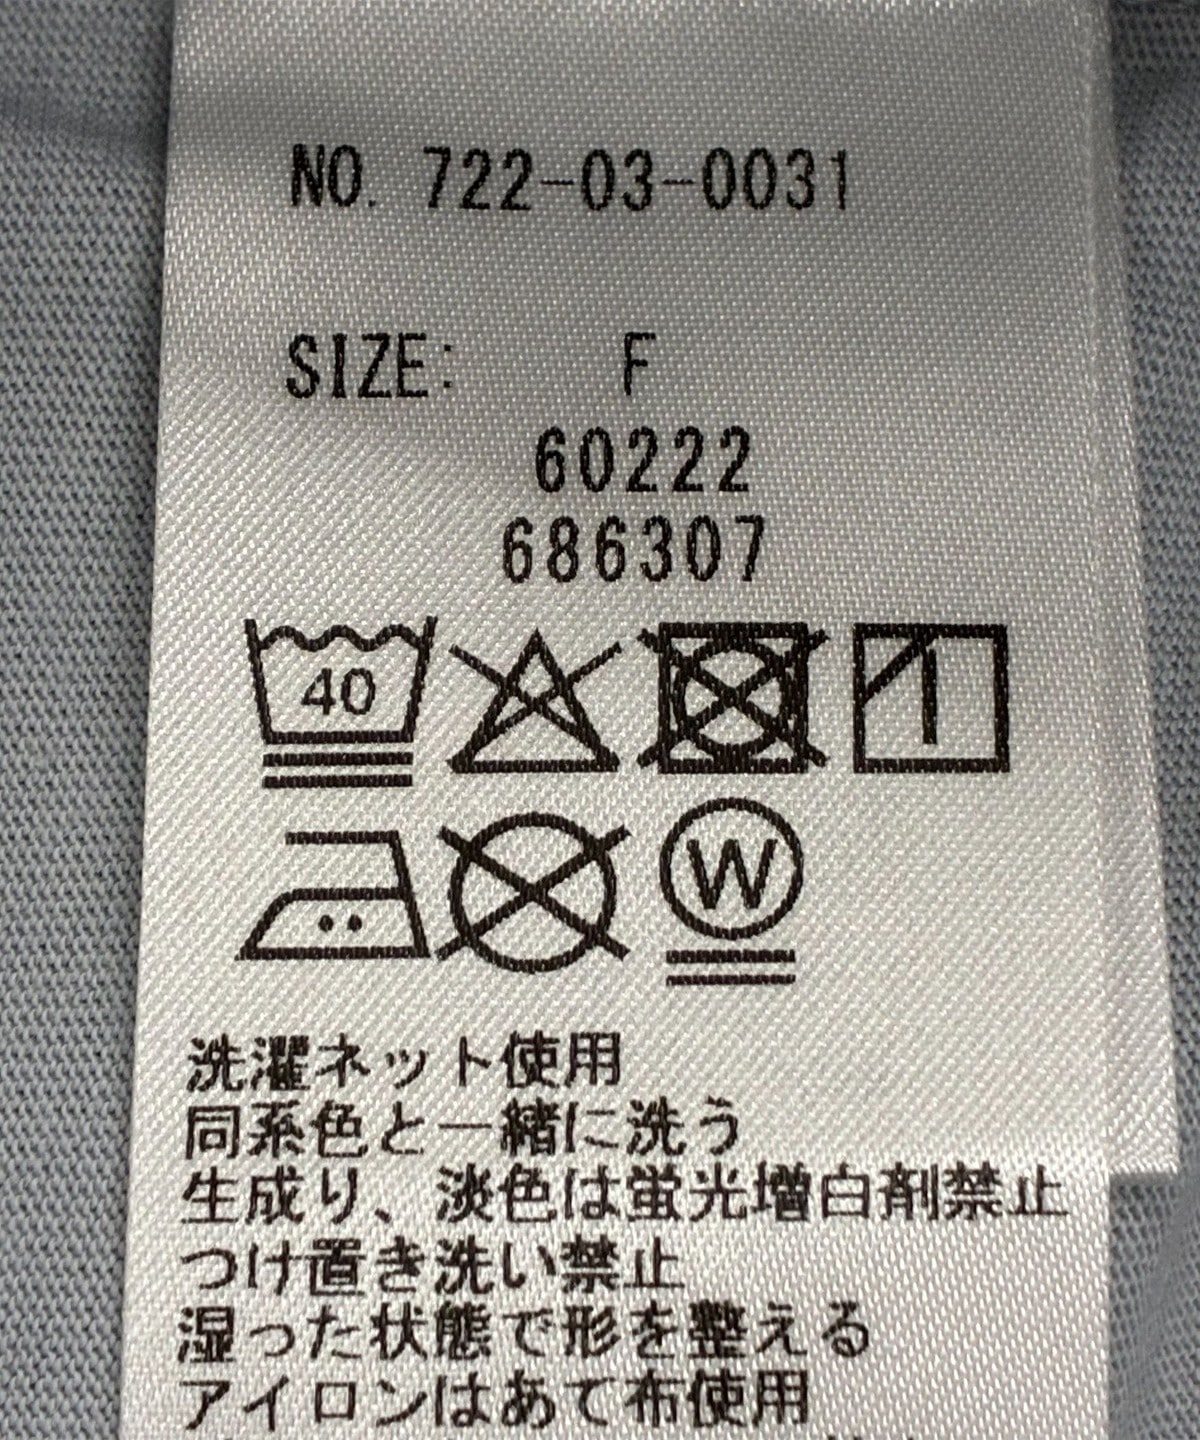 NO. 722-03-0031
SIZE: F
60222
686307
40
W
洗濯ネット使用
同系色と一緒に洗う
生成り、淡色は蛍光増白剤禁止
つけ置き洗い禁止
湿った状態で形を整える
アイロンはあて布使用